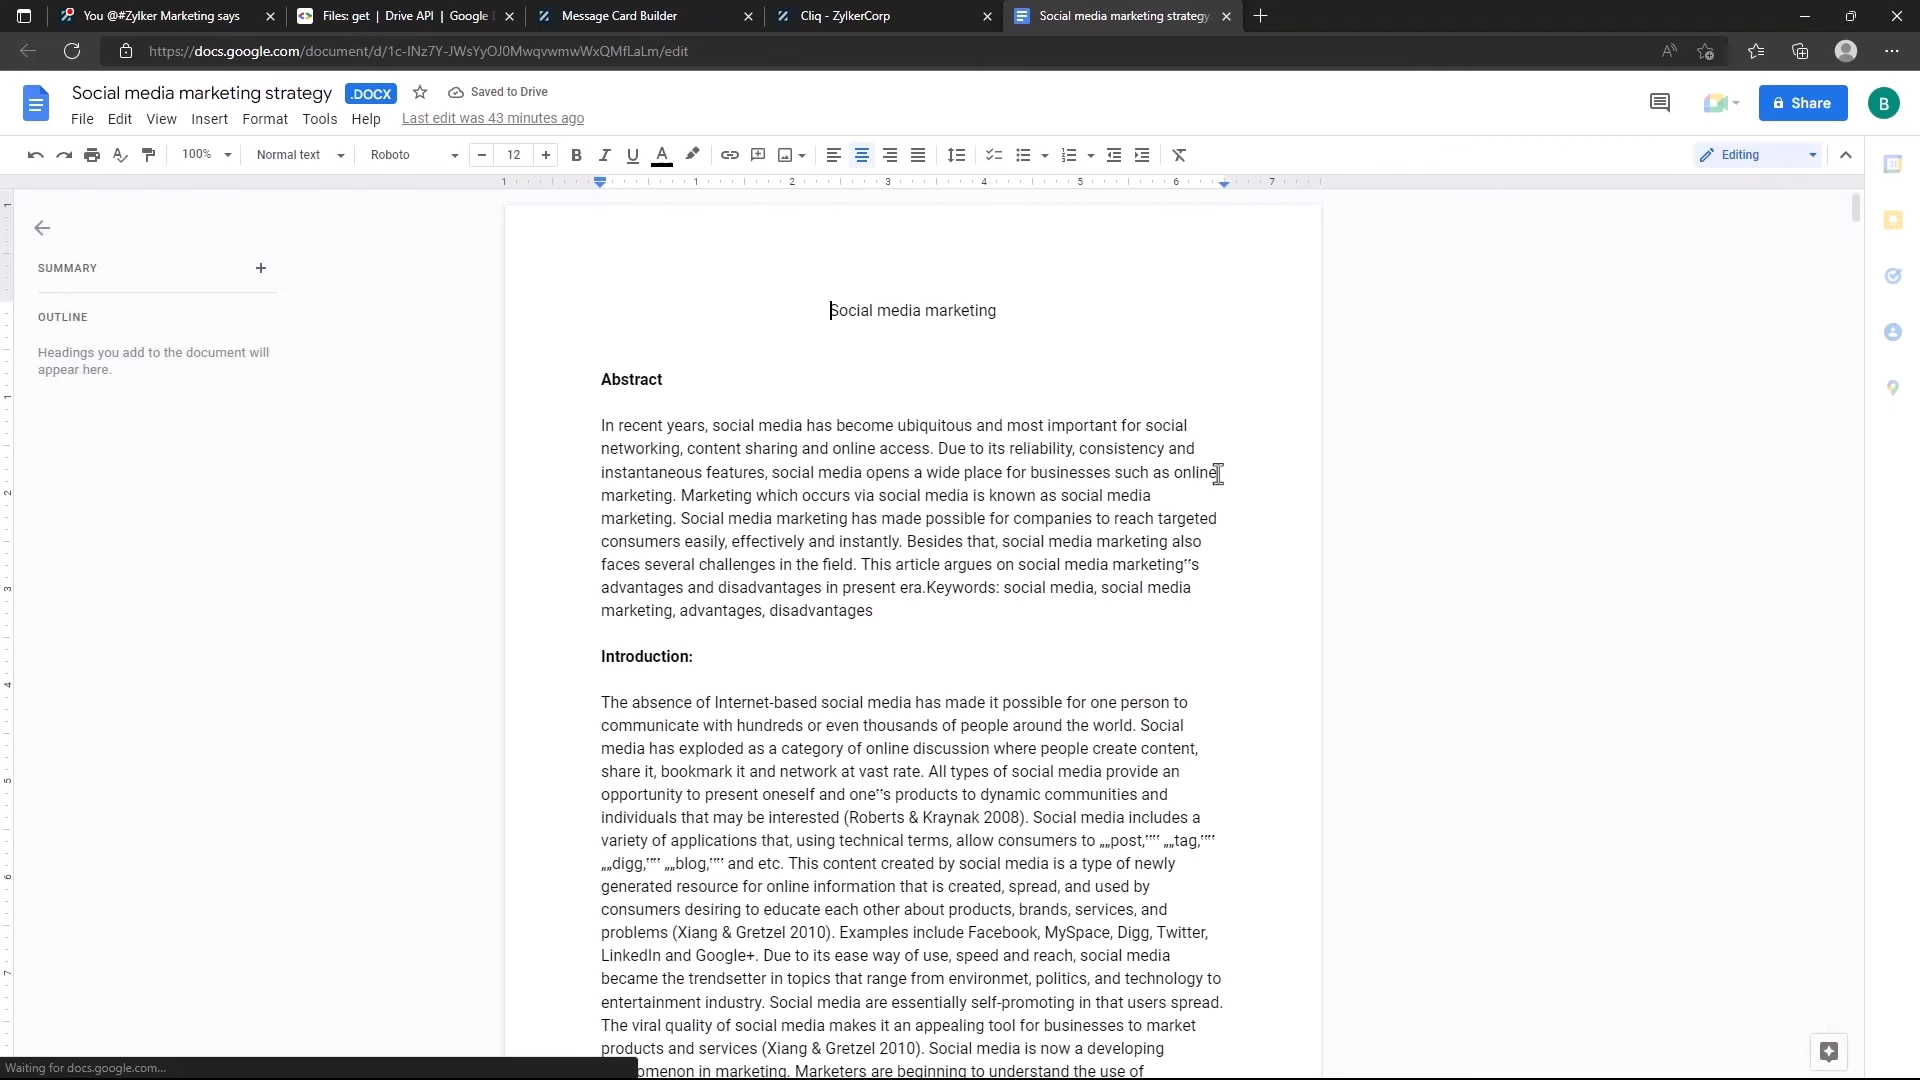 You @#Zylker Marketing says
Files: get | Drive API | Google
Message Card Builder
Cliq - ZylkerCorp
Social media marketing strategy
https://docs.google.com/document/d/1c-INz7Y-JWsYyOJ0MwqvwmwWxQMfLaLm/edit
Social media marketing strategy .DOCX Saved to Drive
File Edit View Insert Format Tools Help Last edit was 43 minutes ago
Share
B
100% Normal text Roboto 12 B I U A Editing
1 1 2 3 4 5 6 7
SUMMARY
OUTLINE
Headings you add to the document will
appear here.
Social media marketing
Abstract
In recent years, social media has become ubiquitous and most important for social
networking, content sharing and online access. Due to its reliability, consistency and
instantaneous features, social media opens a wide place for businesses such as online
marketing. Marketing which occurs via social media is known as social media
marketing. Social media marketing has made possible for companies to reach targeted
consumers easily, effectively and instantly. Besides that, social media marketing also
faces several challenges in the field. This article argues on social media marketing‟s
advantages and disadvantages in present era.Keywords: social media, social media
marketing, advantages, disadvantages
Introduction:
The absence of Internet-based social media has made it possible for one person to
communicate with hundreds or even thousands of people around the world. Social
media has exploded as a category of online discussion where people create content,
share it, bookmark it and network at vast rate. All types of social media provide an
opportunity to present oneself and one‟s products to dynamic communities and
individuals that may be interested (Roberts & Kraynak 2008). Social media includes a
variety of applications that, using technical terms, allow consumers to „„post,‟‟ „„tag,‟‟
„„digg,‟‟ „„blog,‟‟ and etc. This content created by social media is a type of newly
generated resource for online information that is created, spread, and used by
consumers desiring to educate each other about products, brands, services, and
problems (Xiang & Gretzel 2010). Examples include Facebook, MySpace, Digg, Twitter,
LinkedIn and Google+. Due to its ease way of use, speed and reach, social media
became the trendsetter in topics that range from environmet, politics, and technology to
entertainment industry. Social media are essentially self-promoting in that users spread.
The viral quality of social media makes it an appealing tool for businesses to market
products and services (Xiang & Gretzel 2010). Social media is now a developing
omenon in marketing. Marketers are beginning to understand the use of
Waiting for docs.google.com...